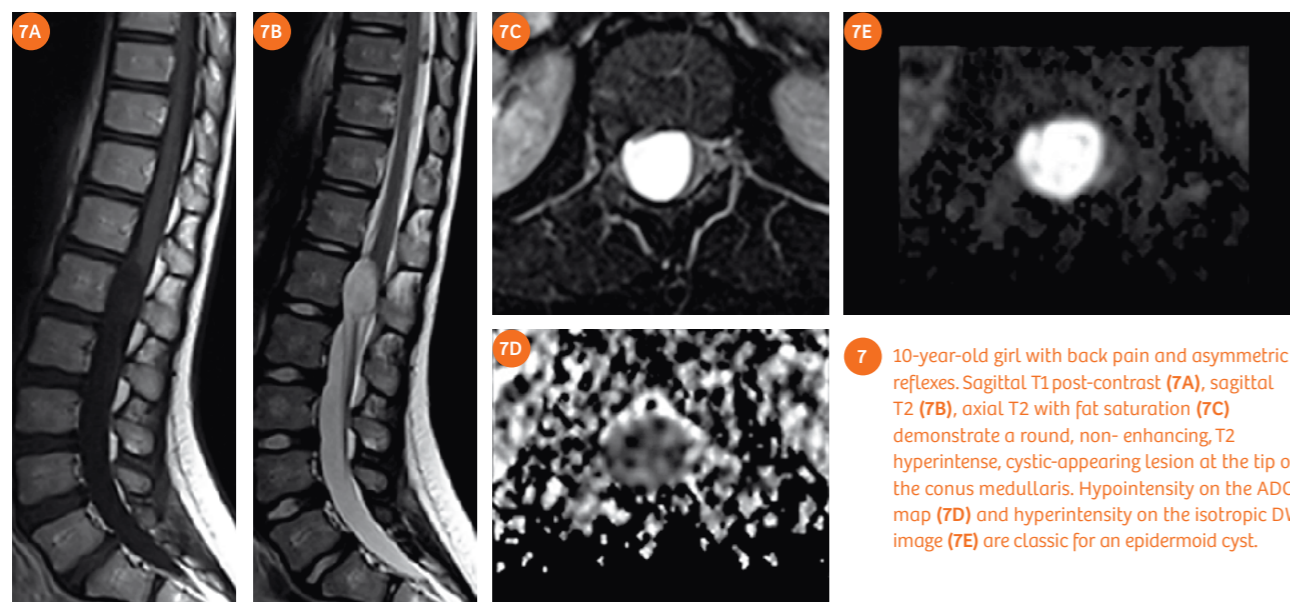 7A
7B
7C
7E
7D
7
10-year-old girl with back pain and asymmetric
reflexes. Sagittal T1 post-contrast (7A), sagittal
T2 (7B), axial T2 with fat saturation (7C)
demonstrate a round, non- enhancing, T2
hyperintense, cystic-appearing lesion at the tip o
the conus medullaris. Hypointensity on the ADC
map (7D) and hyperintensity on the isotropic DW
image (7E) are classic for an epidermoid cyst.